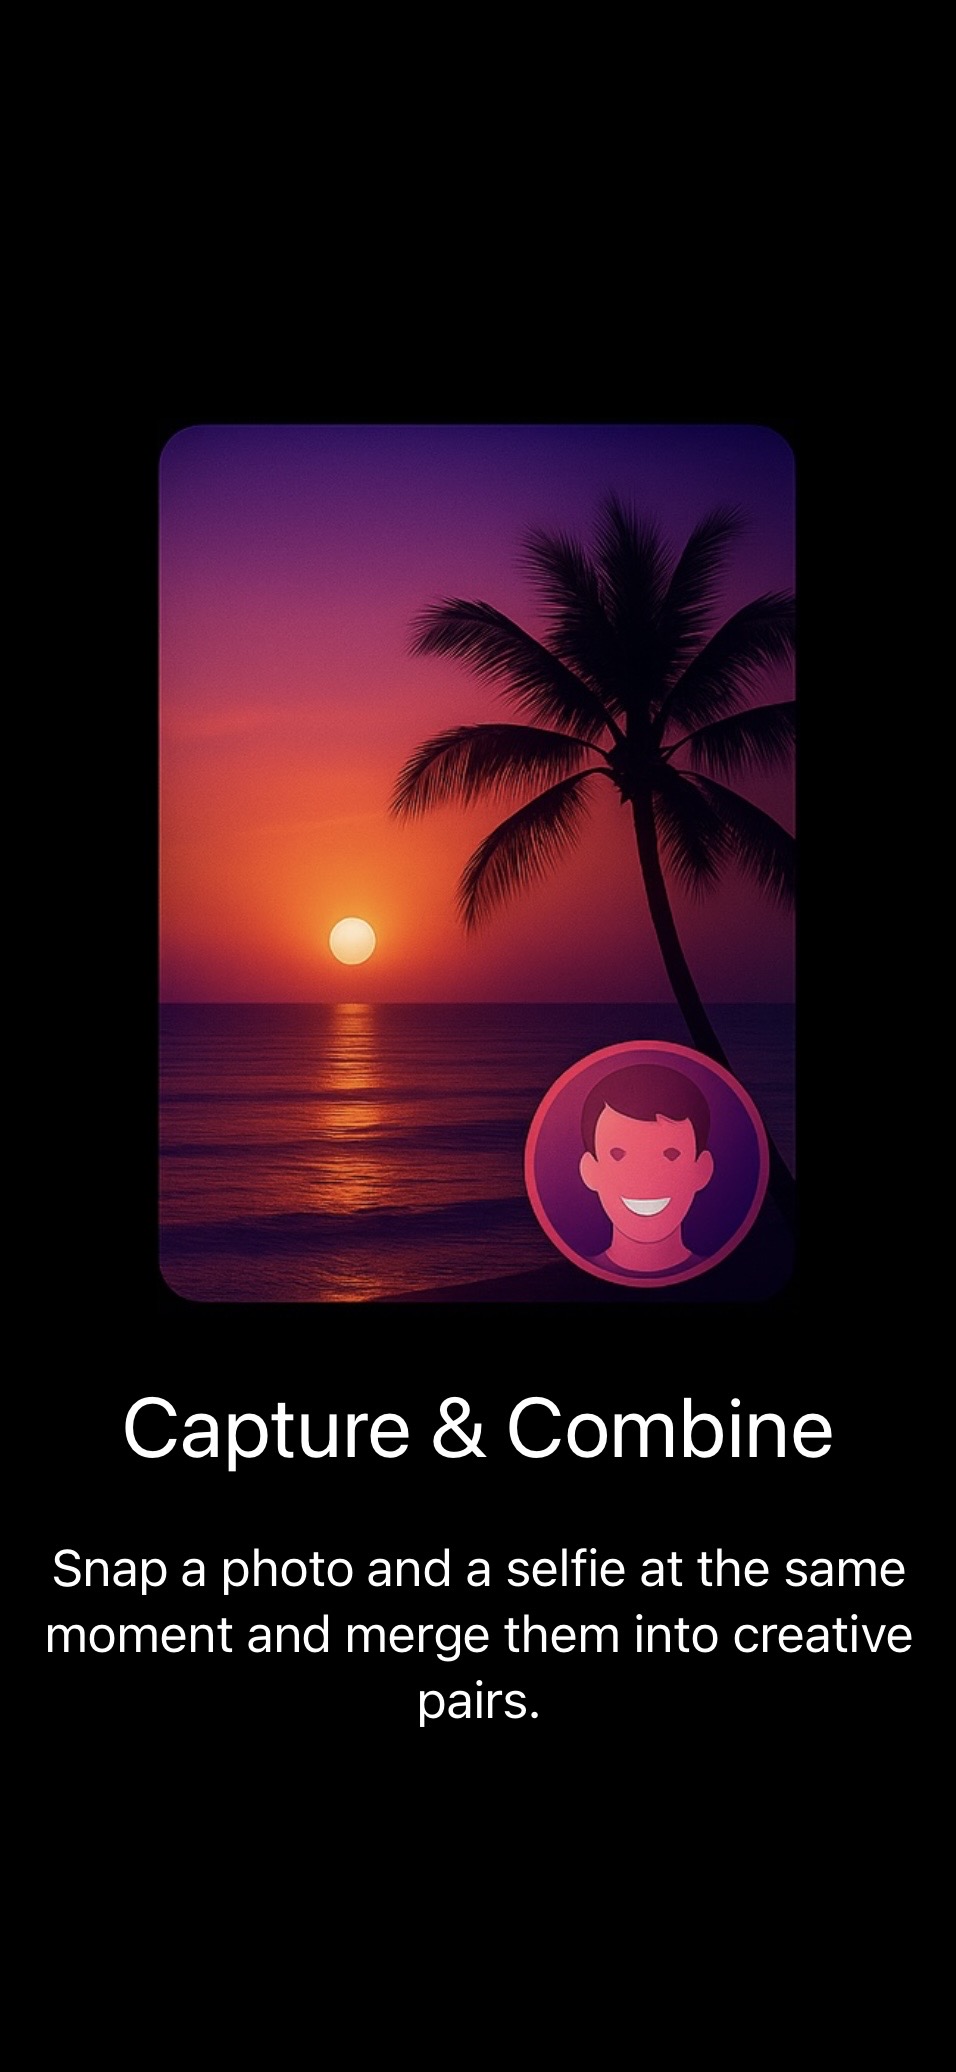 Capture & Combine
Snap a photo and a selfie at the same
moment and merge them into creative
pairs.